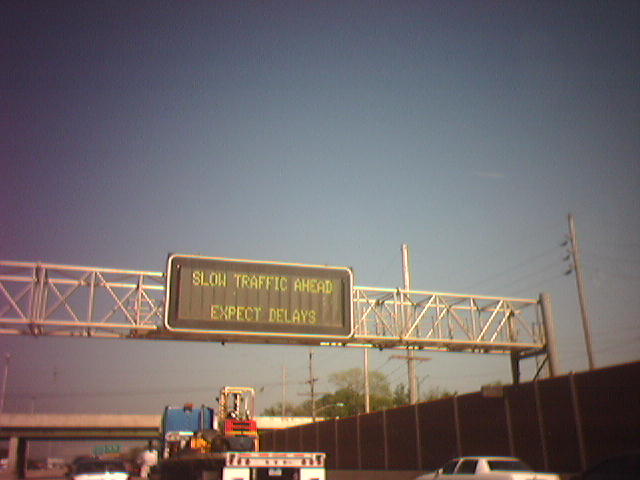 SLOW TRAFFIC AHEAD
EXPECT DELAYS